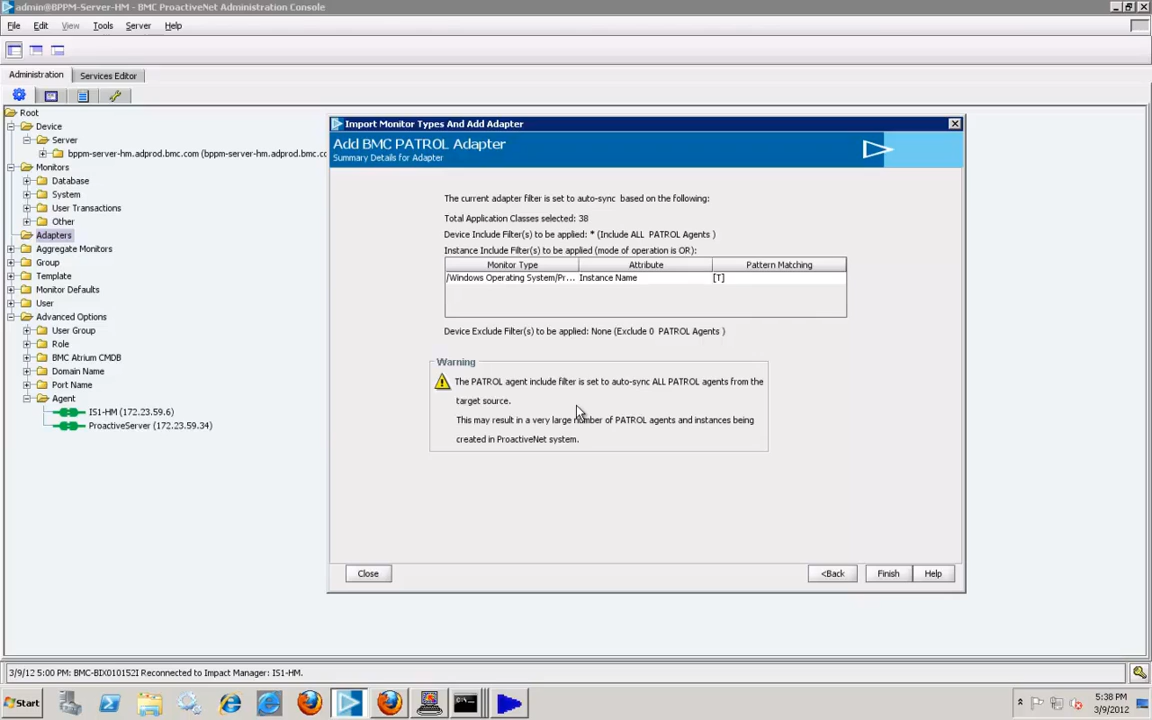 admin@BPPM-Server-HM - BMC ProactiveNet Administration Console
File Edit View Tools Server Help
Administration Services Editor
Root
Device
Server
bppm-server-hm.adprod.bmc.com (bppm-server-hm.adprod.bmc.cc
Monitors
Database
System
User Transactions
Other
Adapters
Aggregate Monitors
Group
Template
Monitor Defaults
User
Advanced Options
User Group
Role
BMC Atrium CMDB
Domain Name
Port Name
Agent
IS1-HM (172.23.59.6)
ProactiveServer (172.23.59.34)
Import Monitor Types And Add Adapter
Add BMC PATROL Adapter
Summary Details for Adapter
The current adapter filter is set to auto-sync based on the following:
Total Application Classes selected: 38
Device Include Filter(s) to be applied: * (Include ALL PATROL Agents )
Instance Include Filter(s) to be applied (mode of operation is OR):
Monitor Type Attribute Pattern Matching
/Windows Operating System/Pr... Instance Name [T]
Device Exclude Filter(s) to be applied: None (Exclude 0 PATROL Agents )
Warning
The PATROL agent include filter is set to auto-sync ALL PATROL agents from the
target source.
This may result in a very large number of PATROL agents and instances being
created in ProactiveNet system.
Close <Back Finish Help
3/9/12 5:00 PM: BMC-BIX010152I Reconnected to Impact Manager: IS1-HM.
Start
5:38 PM
3/9/2012